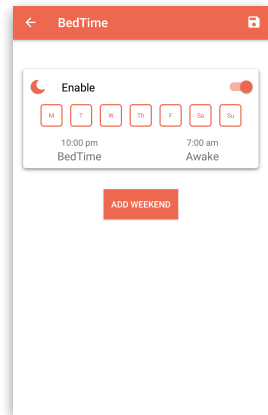 BedTime
Enable
M T W Th F Sa Su
10:00 pm 7:00 am
BedTime Awake
ADD WEEKEND